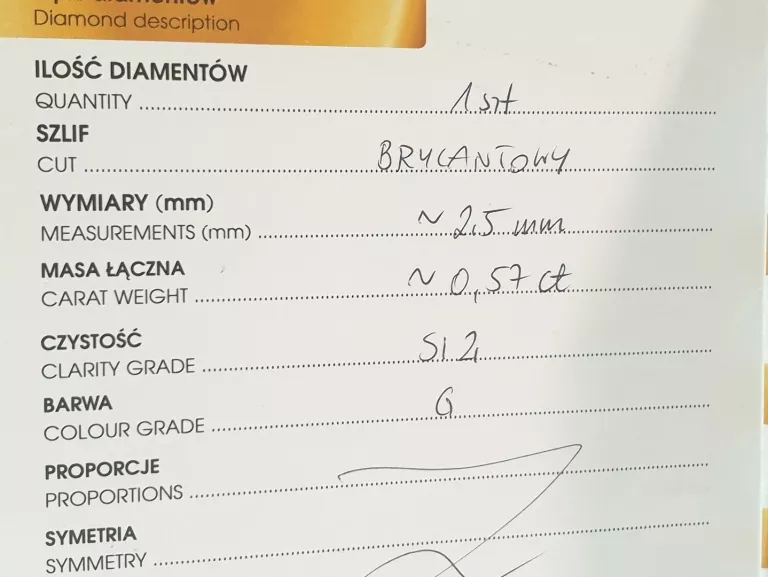 Diamond description
ILOŚĆ DIAMENTÓW
QUANTITY 1 szt
SZLIF
CUT BRYLANTOWY
WYMIARY (mm)
MEASUREMENTS (mm) ~ 2,5 mm
MASA ŁĄCZNA
CARAT WEIGHT ~ 0,57 ct
CZYSTOŚĆ
CLARITY GRADE SI 2
BARWA
COLOUR GRADE G
PROPORCJE
PROPORTIONS
SYMETRIA
SYMMETRY